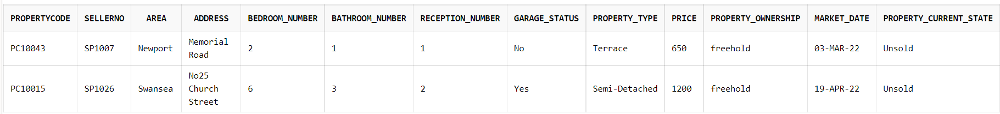 PROPERTYCODE SELLERNO AREA ADDRESS BEDROOM_NUMBER BATHROOM_NUMBER RECEPTION_NUMBER GARAGE_STATUS PROPERTY_TYPE PRICE PROPERTY_OWNERSHIP MARKET_DATE PROPERTY_CURRENT_STATE
PC10043 SP1007 Newport Memorial Road 2 1 1 No Terrace 650 freehold 03-MAR-22 Unsold
PC10015 SP1026 Swansea No25 Church Street 6 3 2 Yes Semi-Detached 1200 freehold 19-APR-22 Unsold